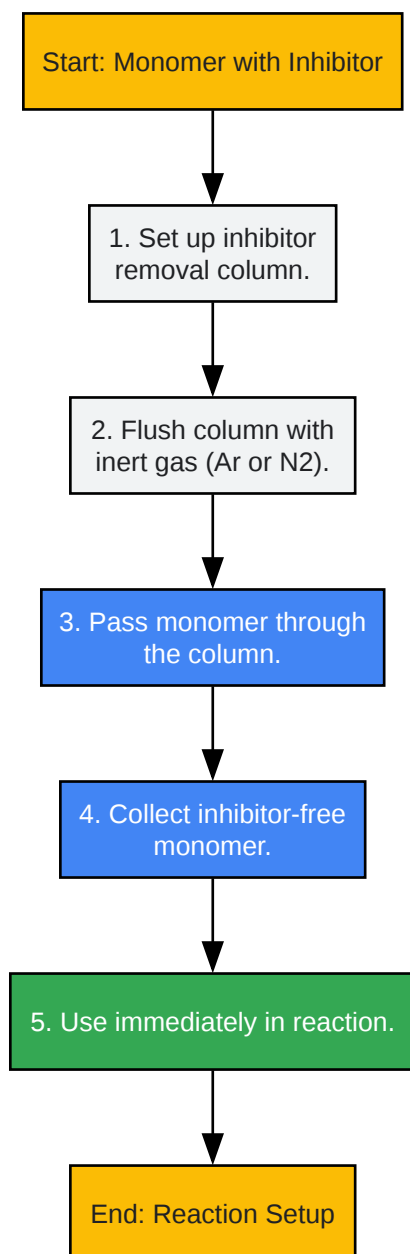 Start: Monomer with Inhibitor
1. Set up inhibitor
removal column.
2. Flush column with
inert gas (Ar or N2).
3. Pass monomer through
the column.
4. Collect inhibitor-free
monomer.
5. Use immediately in reaction.
End: Reaction Setup